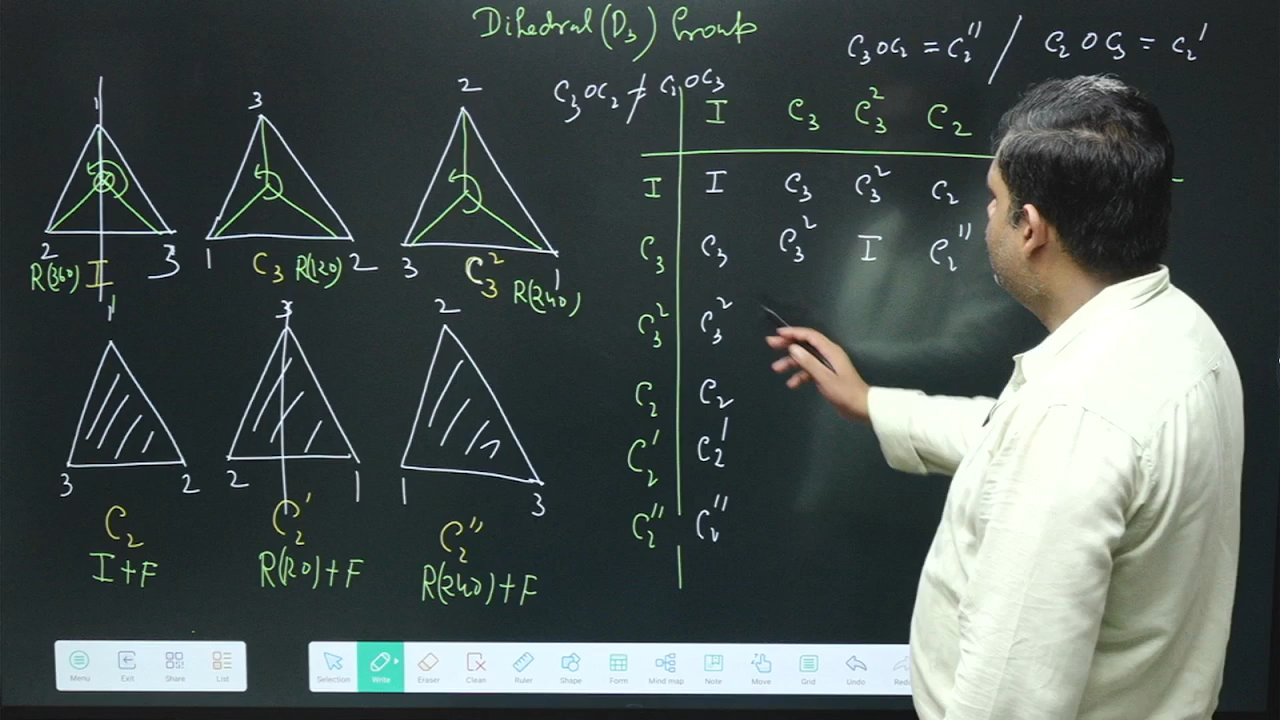 Dihedral (D₃) Group
C₃OC₂ = C₂'' / C₂OC₃ = C₂'
C₃OC₂ ≠ C₂OC₃
1
2 3
R(360) I
3
1 2
C₃ R(120)
2
3 1
C₃² R(240)
1
3 2
C₂
I+F
3
2 1
C₂'
R(120)+F
2
1 3
C₂''
R(240)+F
I C₃ C₃² C₂
I I C₃ C₃² C₂
C₃ C₃ C₃² I C₂''
C₃² C₃²
C₂ C₂
C₂' C₂'
C₂'' C₂''
Menu Exit Share List
Selection Write Eraser Clean Ruler Shape Form Mind map Note Move Grid Undo